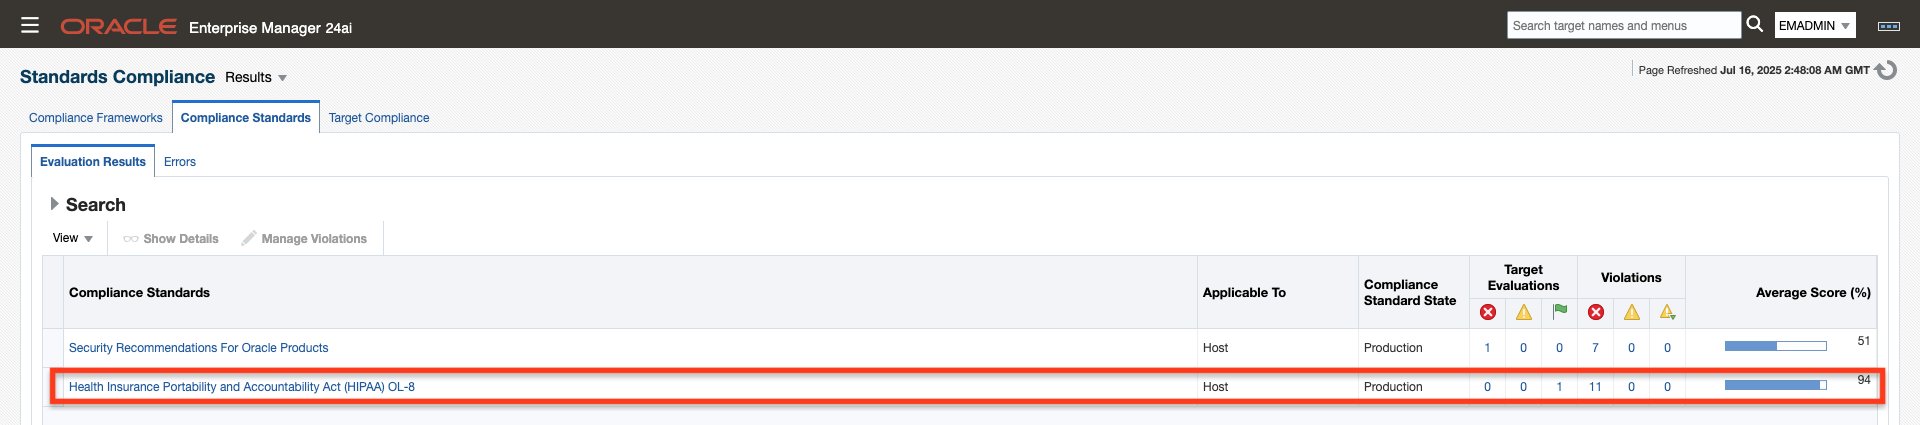 ORACLE Enterprise Manager 24ai
Search target names and menus
EMADMIN
Standards Compliance Results
Page Refreshed Jul 16, 2025 2:48:08 AM GMT
Compliance Frameworks Compliance Standards Target Compliance
Evaluation Results Errors
Search
View Show Details Manage Violations
Compliance Standards Applicable To Compliance Standard State Target Evaluations Violations Average Score (%)
Security Recommendations For Oracle Products Host Production 1 0 0 7 0 0 51
Health Insurance Portability and Accountability Act (HIPAA) OL-8 Host Production 0 0 1 11 0 0 94